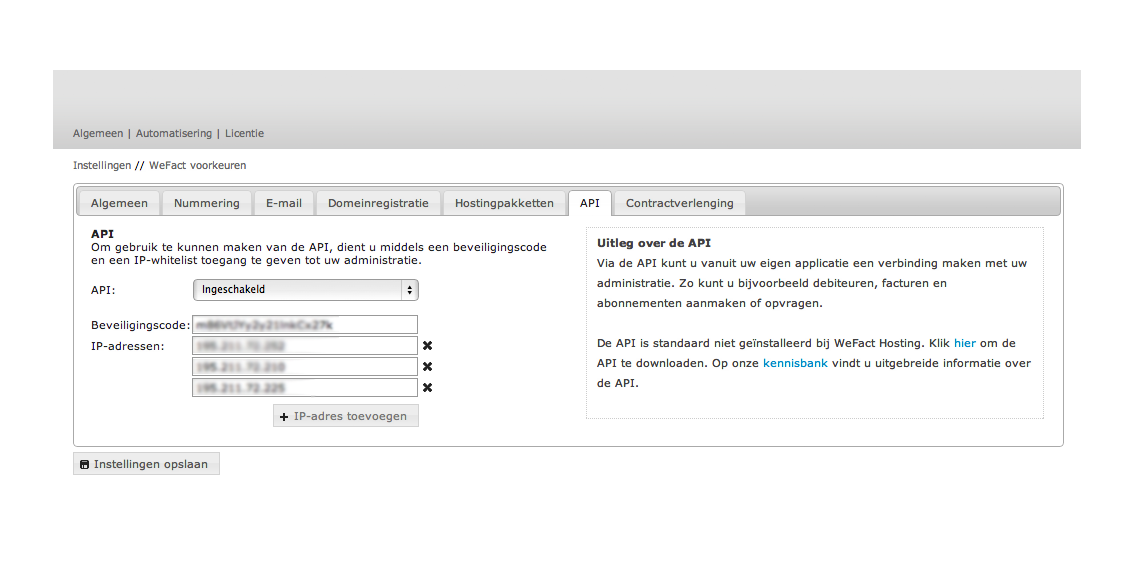 Algemeen | Automatisering | Licentie
Instellingen // WeFact voorkeuren
Algemeen Nummering E-mail Domeinregistratie Hostingpakketten API Contractverlenging
API
Om gebruik te kunnen maken van de API, dient u middels een beveiligingscode
en een IP-whitelist toegang te geven tot uw administratie.
API: Ingeschakeld
Beveiligingscode:
IP-adressen:
+ IP-adres toevoegen
Uitleg over de API
Via de API kunt u vanuit uw eigen applicatie een verbinding maken met uw
administratie. Zo kunt u bijvoorbeeld debiteuren, facturen en
abonnementen aanmaken of opvragen.
De API is standaard niet geïnstalleerd bij WeFact Hosting. Klik hier om de
API te downloaden. Op onze kennisbank vindt u uitgebreide informatie over
de API.
Instellingen opslaan